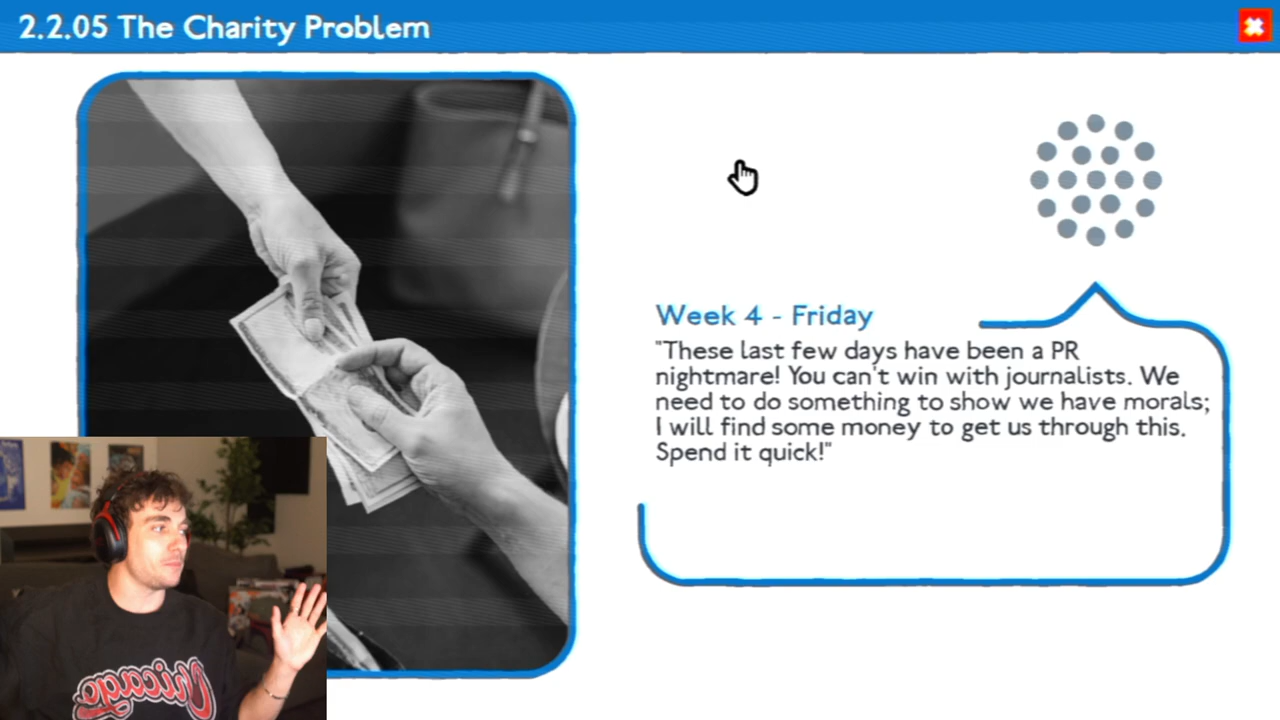 2.2.05 The Charity Problem
Week 4 - Friday
"These last few days have been a PR
nightmare! You can't win with journalists. We
need to do something to show we have morals;
I will find some money to get us through this.
Spend it quick!"
Chicago